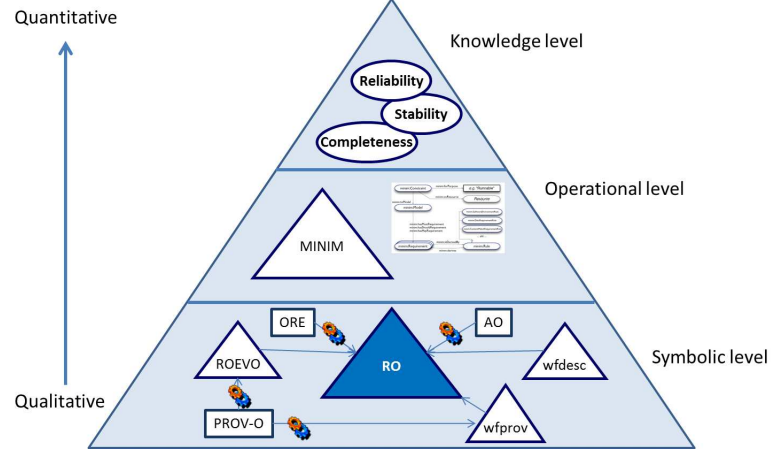 Quantitative
Knowledge level
Reliability
Stability
Completeness
Operational level
MINIM
ORE
RO
AO
ROEVO
wfdesc
Symbolic level
Qualitative
PROV-O
wfprov